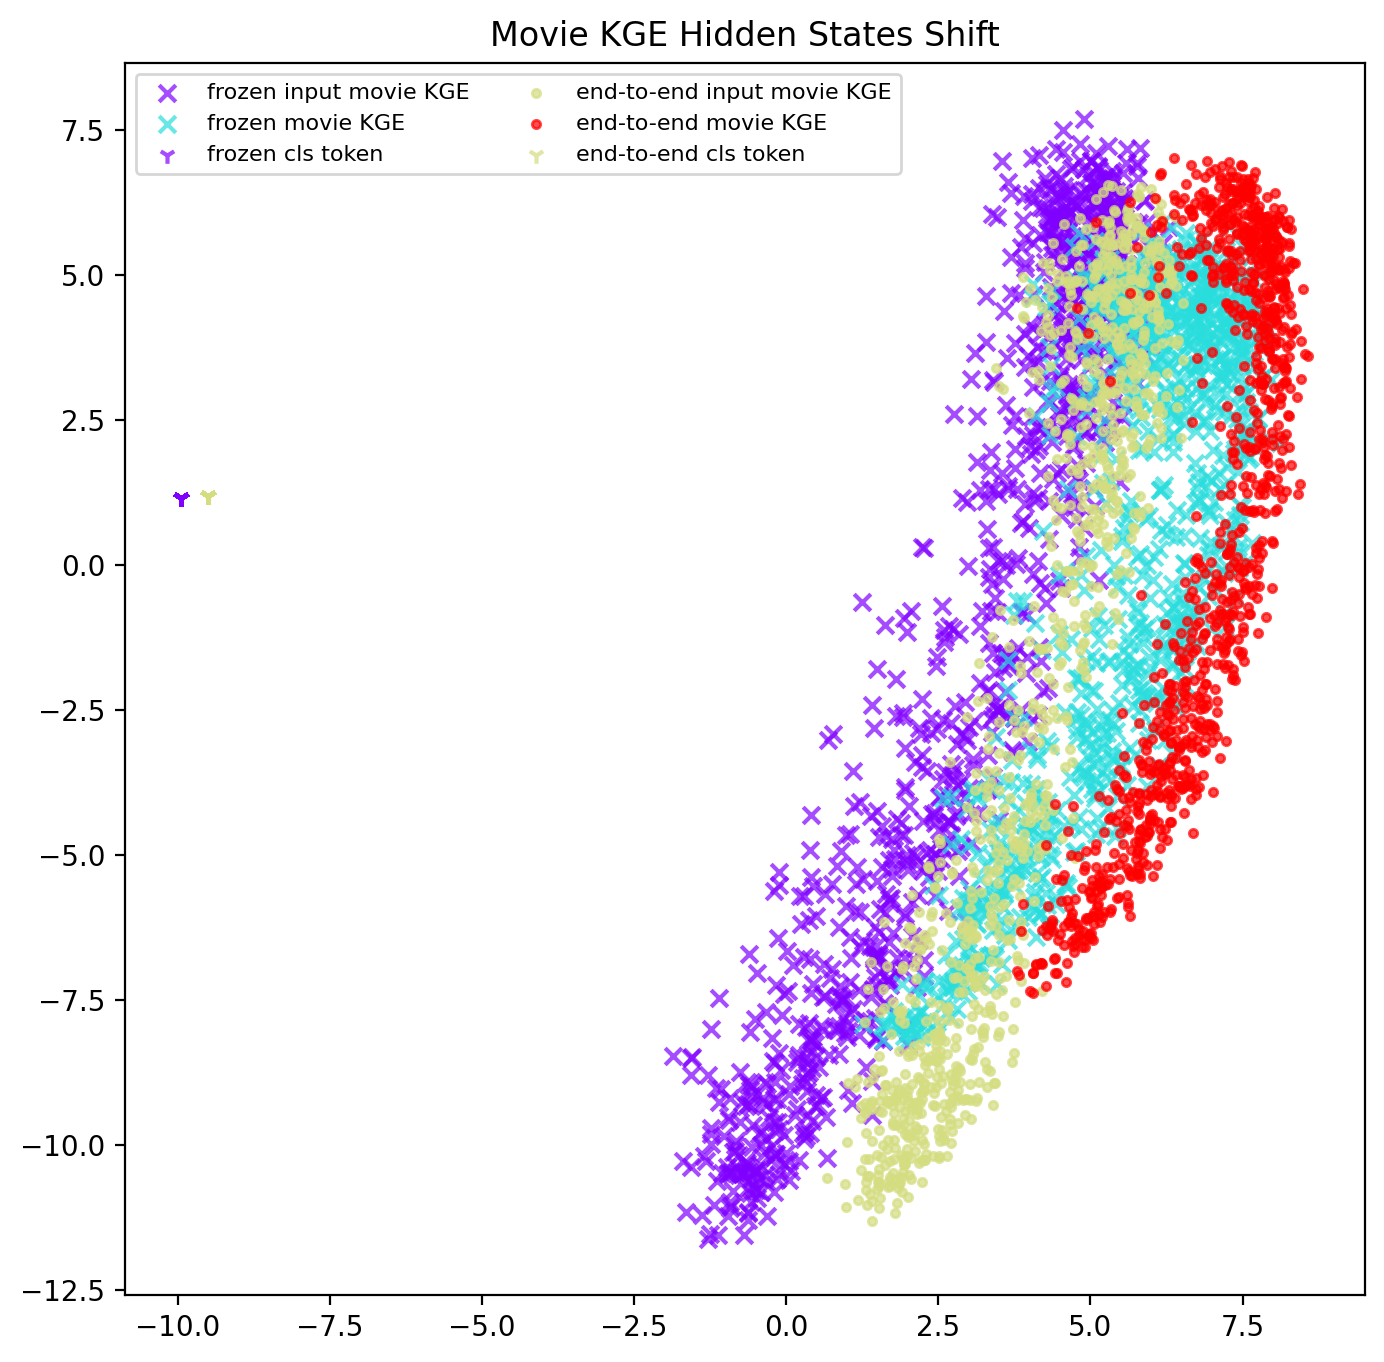 Movie KGE Hidden States Shift
frozen input movie KGE
frozen movie KGE
frozen cls token
end-to-end input movie KGE
end-to-end movie KGE
end-to-end cls token
7.5
5.0
2.5
0.0
−2.5
−5.0
−7.5
−10.0
−12.5
−10.0 −7.5 −5.0 −2.5 0.0 2.5 5.0 7.5